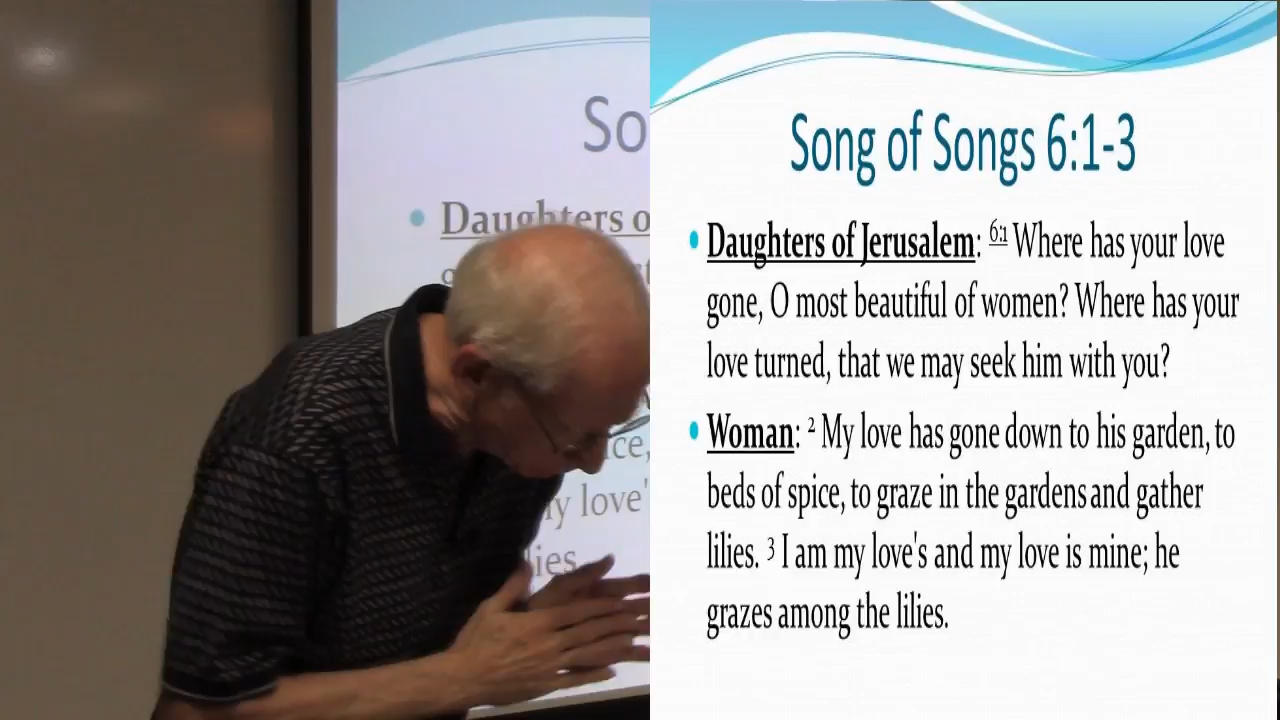 So
Daughters o
ice,
ny love'
lies
Song of Songs 6:1-3
Daughters of Jerusalem: 6:1 Where has your love
gone, O most beautiful of women? Where has your
love turned, that we may seek him with you?
Woman: 2 My love has gone down to his garden, to
beds of spice, to graze in the gardens and gather
lilies. 3 I am my love's and my love is mine; he
grazes among the lilies.